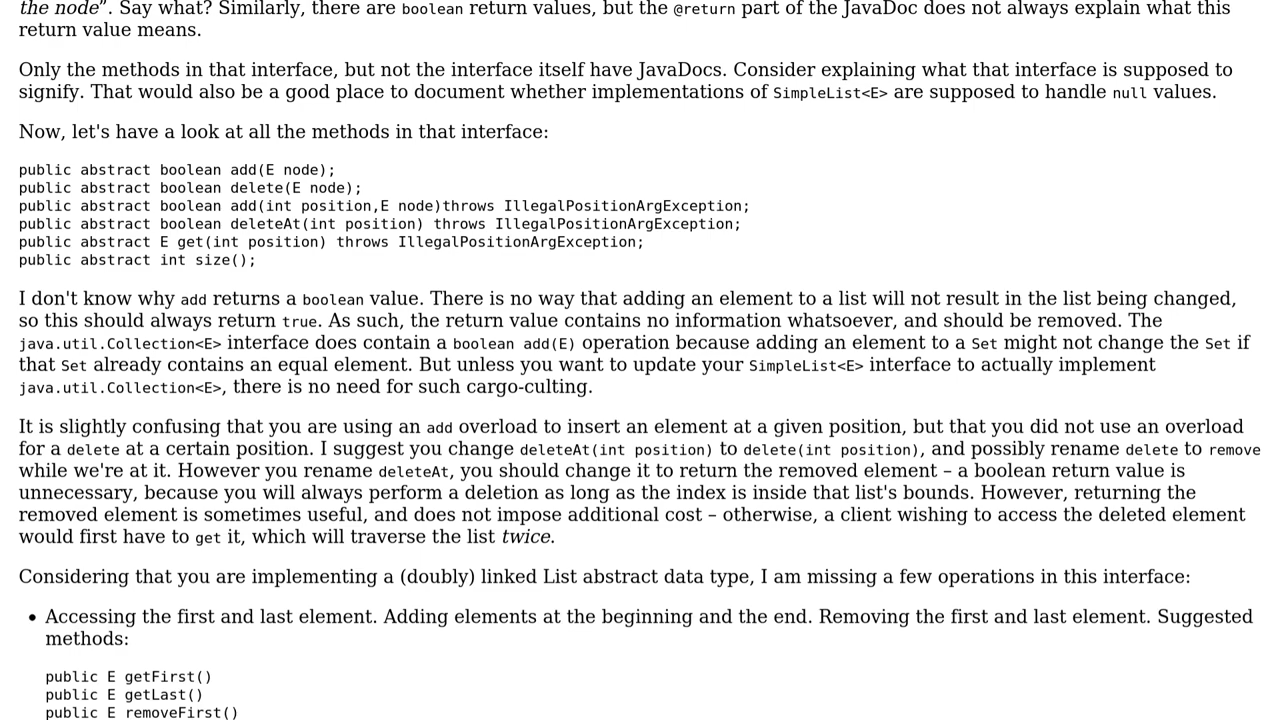 the node”. Say what? Similarly, there are boolean return values, but the @return part of the JavaDoc does not always explain what this
return value means.
Only the methods in that interface, but not the interface itself have JavaDocs. Consider explaining what that interface is supposed to
signify. That would also be a good place to document whether implementations of SimpleList<E> are supposed to handle null values.
Now, let's have a look at all the methods in that interface:
public abstract boolean add(E node);
public abstract boolean delete(E node);
public abstract boolean add(int position,E node)throws IllegalPositionArgException;
public abstract boolean deleteAt(int position) throws IllegalPositionArgException;
public abstract E get(int position) throws IllegalPositionArgException;
public abstract int size();
I don't know why add returns a boolean value. There is no way that adding an element to a list will not result in the list being changed,
so this should always return true. As such, the return value contains no information whatsoever, and should be removed. The
java.util.Collection<E> interface does contain a boolean add(E) operation because adding an element to a Set might not change the Set if
that Set already contains an equal element. But unless you want to update your SimpleList<E> interface to actually implement
java.util.Collection<E>, there is no need for such cargo-culting.
It is slightly confusing that you are using an add overload to insert an element at a given position, but that you did not use an overload
for a delete at a certain position. I suggest you change deleteAt(int position) to delete(int position), and possibly rename delete to remove
while we're at it. However you rename deleteAt, you should change it to return the removed element – a boolean return value is
unnecessary, because you will always perform a deletion as long as the index is inside that list's bounds. However, returning the
removed element is sometimes useful, and does not impose additional cost – otherwise, a client wishing to access the deleted element
would first have to get it, which will traverse the list twice.
Considering that you are implementing a (doubly) linked List abstract data type, I am missing a few operations in this interface:
• Accessing the first and last element. Adding elements at the beginning and the end. Removing the first and last element. Suggested
methods:
public E getFirst()
public E getLast()
public E removeFirst()